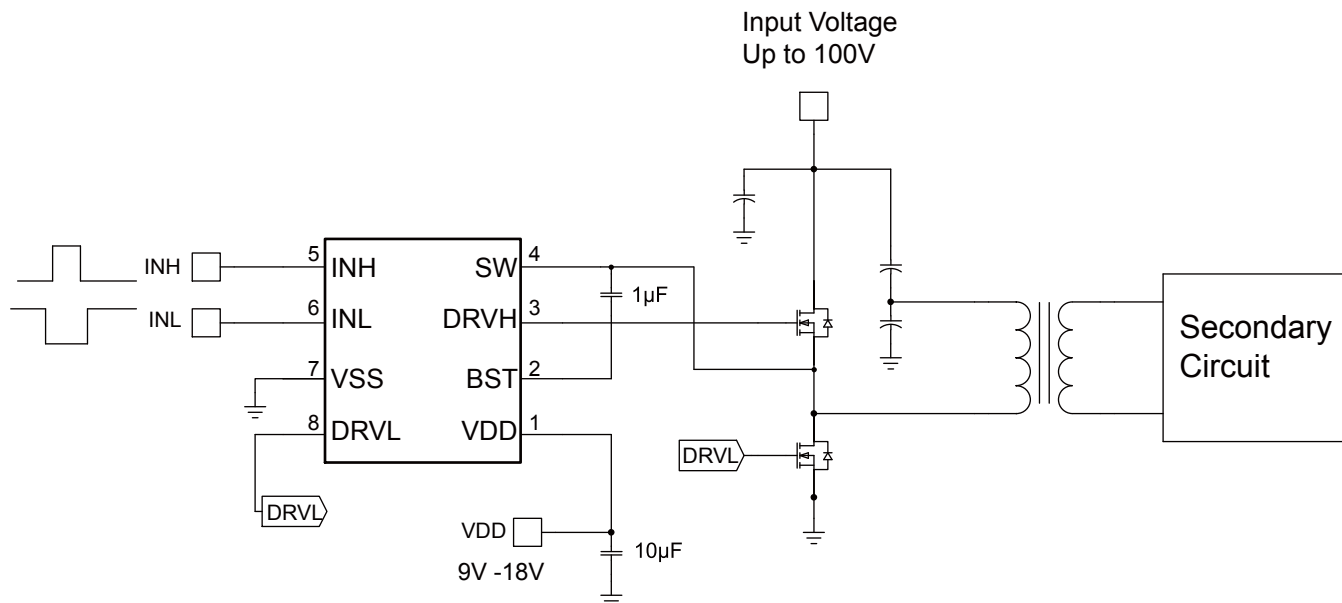 Input Voltage
Up to 100V
INH
5
INH
SW
4
1µF
INL
6
INL
DRVH
3
7
VSS
BST
2
8
DRVL
VDD
1
DRVL
DRVL
VDD
9V -18V
10µF
Secondary
Circuit